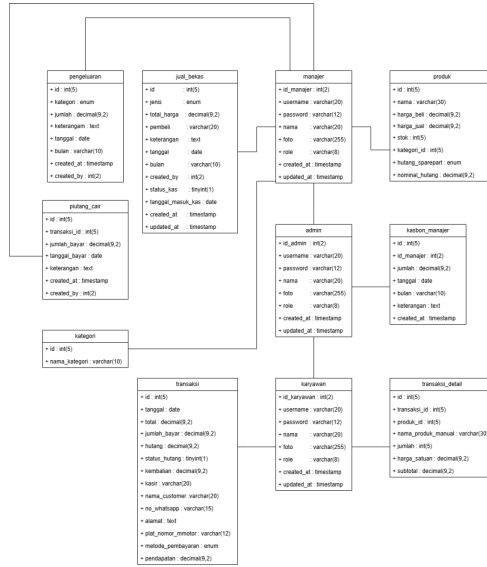 pengeluaran
+ id : int(5)
+ kategori : enum
+ jumlah : decimal(9,2)
+ keterangam : text
+ tanggal : date
+ bulan : varchar(10)
+ created_at : timestamp
+ created_by : int(2)
jual_bekas
+ id : int(5)
+ jenis : enum
+ total_harga : decimal(9,2)
+ pembeli : varchar(20)
+ keterangan : text
+ tanggal : date
+ bulan : varchar(10)
+ created_by : int(2)
+ status_kas : tinyint(1)
+ tanggal_masuk_kas : date
+ created_at : timestamp
+ updated_at : timestamp
manajer
+ id_manajer : int(2)
+ username : varchar(20)
+ password : varchar(12)
+ nama : varchar(20)
+ foto : varchar(255)
+ role : varchar(8)
+ created_at : timestamp
+ updated_at : timestamp
produk
+ id : int(5)
+ nama : varchar(30)
+ harga_beli : decimal(9,2)
+ harga_jual : decimal(9,2)
+ stok : int(5)
+ kategori_id : int(5)
+ hutang_sparepart : enum
+ nominal_hutang : decimal(9,2)
piutang_cair
+ id : int(5)
+ transaksi_id : int(5)
+ jumlah_bayar : decimal(9,2)
+ tanggal_bayar : date
+ keterangan : text
+ created_at : timestamp
+ created_by : int(2)
admin
+ id_admin : int(2)
+ username : varchar(20)
+ password : varchar(12)
+ nama : varchar(20)
+ foto : varchar(255)
+ role : varchar(8)
+ created_at : timestamp
+ updated_at : timestamp
kasbon_manajer
+ id : int(5)
+ id_manajer : int(2)
+ jumlah : decimal(9,2)
+ tanggal : date
+ bulan : varchar(10)
+ keterangan : text
+ created_at : timestamp
kategori
+ id : int(5)
+ nama_kategori : varchar(10)
transaksi
+ id : int(5)
+ tanggal : date
+ total : decimal(9,2)
+ jumlah_bayar : decimal(9,2)
+ hutang : decimal(9,2)
+ status_hutang : tinyint(1)
+ kembalian : decimal(9,2)
+ kasir : varchar(20)
+ nama_customer :varchar(20)
+ no_whatsapp : varchar(15)
+ alamat : text
+ plat_nomor_mmotor : varchar(12)
+ metode_pembayaran : enum
+ pendapatan : decimal(9,2)
karyawan
+ id_karyawan : int(2)
+ username : varchar(20)
+ password : varchar(12)
+ nama : varchar(20)
+ foto : varchar(255)
+ role : varchar(8)
+ created_at : timestamp
+ updated_at : timestamp
transaksi_detail
+ id : int(5)
+ transaksi_id : int(5)
+ produk_id : int(5)
+ nama_produk_manual : varchar(30)
+ jumlah : int(5)
+ harga_satuan : decimal(9,2)
+ subtotal : decimal(9,2)